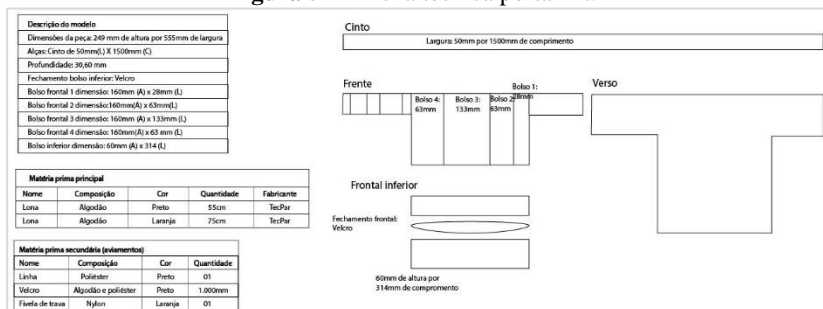 Descrição do modelo
Dimensões da peça: 249 mm de altura por 555mm de largura
Alças: Cinto de 50mm(L) X 1500mm (C)
Profundidade: 30,60 mm
Fechamento bolso inferior: Velcro
Bolso frontal 1 dimensão: 160mm (A) x 28mm (L)
Bolso frontal 2 dimensão:160mm(A) x 63mm(L)
Bolso frontal 3 dimensão: 160mm (A) x 133mm (L)
Bolso frontal 4 dimensão: 160mm(A) x 63 mm (L)
Bolso inferior dimensão: 60mm (A) x 314 (L)
Matéria prima principal
Nome Composição Cor Quantidade Fabricante
Lona Algodão Preto 55cm TecPar
Lona Algodão Laranja 75cm TecPar
Matéria prima secundária (aviamentos)
Nome Composição Cor Quantidade
Linha Poliéster Preto 01
Velcro Algodão e poliéster Preto 1.000mm
Fivela de trava Nylon Laranja 01
Cinto
Largura: 50mm por 1500mm de comprimento
Frente
Bolso 4:
63mm
Bolso 3:
133mm
Bolso 2:
63mm
Bolso 1:
28mm
Verso
Frontal inferior
Fechamento frontal:
Velcro
60mm de altura por
314mm de compromento